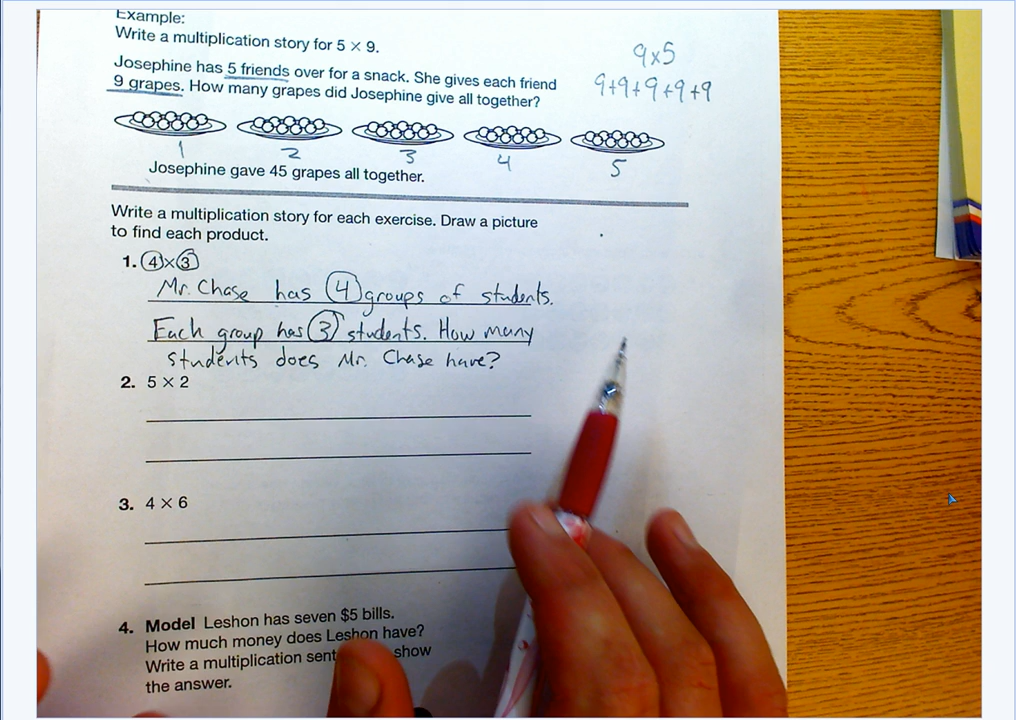 Example:
Write a multiplication story for 5 × 9.
9x5
Josephine has 5 friends over for a snack. She gives each friend
9 grapes. How many grapes did Josephine give all together?
9+9+9+9+9
1 2 3 4 5
Josephine gave 45 grapes all together.
Write a multiplication story for each exercise. Draw a picture
to find each product.
1. 4×3
Mr. Chase has 4 groups of students.
Each group has 3 students. How many
students does Mr. Chase have?
2. 5 × 2
3. 4 × 6
4. Model Leshon has seven $5 bills.
How much money does Leshon have?
Write a multiplication sent show
the answer.